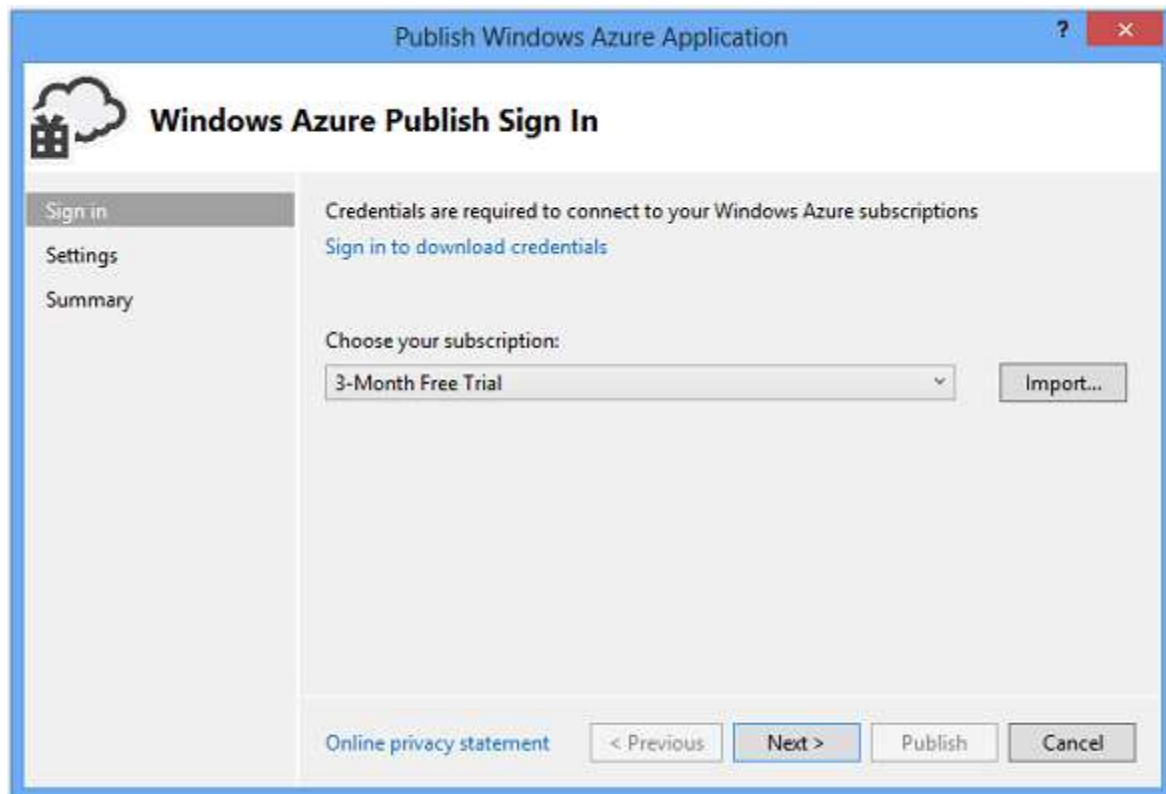 Publish Windows Azure Application
?
Windows Azure Publish Sign In
Sign in
Settings
Summary
Credentials are required to connect to your Windows Azure subscriptions
Sign in to download credentials
Choose your subscription:
3-Month Free Trial
Import...
Online privacy statement
< Previous
Next >
Publish
Cancel